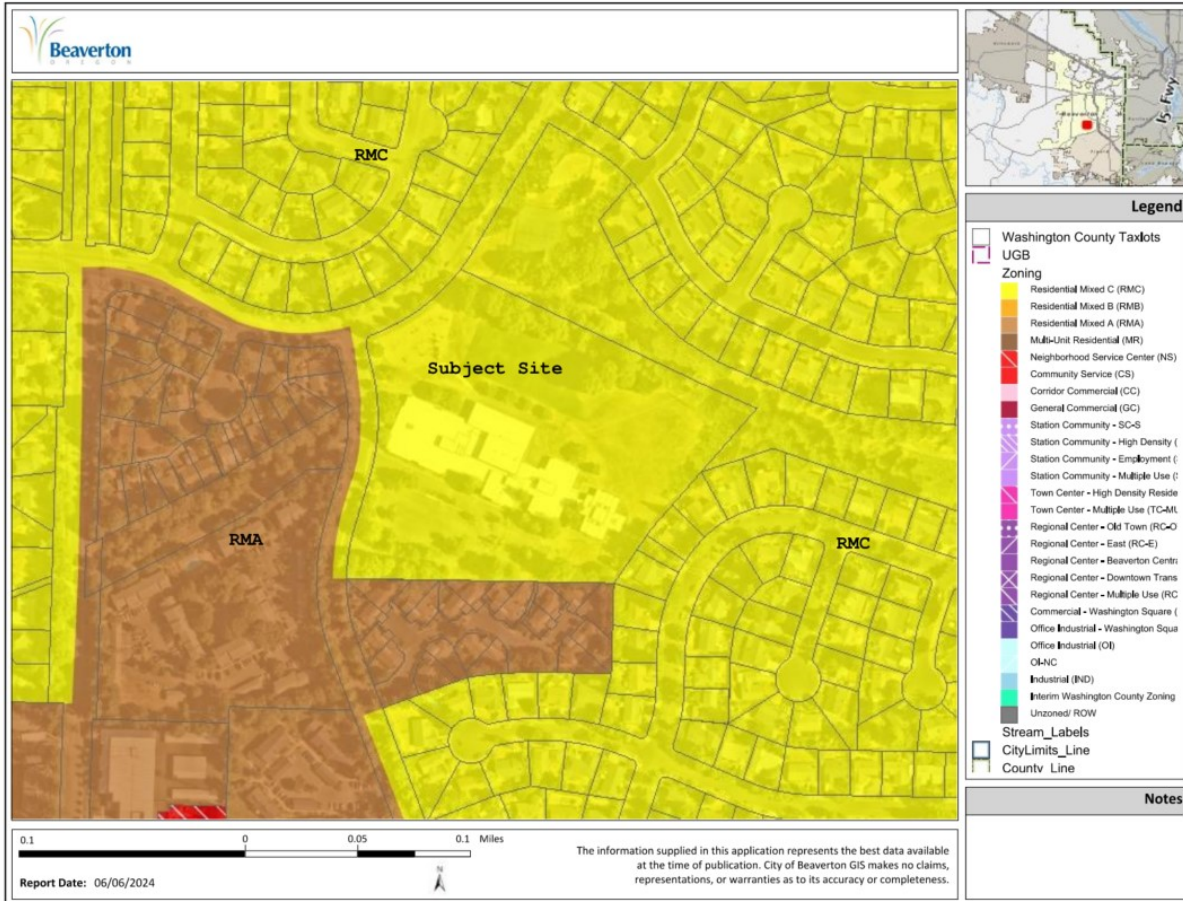 Beaverton
OREGON
RMC
Subject Site
RMA
RMC
I5 Fwy
Beaverton
Legend
Washington County Taxlots
UGB
Zoning
Residential Mixed C (RMC)
Residential Mixed B (RMB)
Residential Mixed A (RMA)
Multi-Unit Residential (MR)
Neighborhood Service Center (NS)
Community Service (CS)
Corridor Commercial (CC)
General Commercial (GC)
Station Community - SC-S
Station Community - High Density (
Station Community - Employment (
Station Community - Multiple Use (
Town Center - High Density Reside
Town Center - Multiple Use (TC-MU
Regional Center - Old Town (RC-O
Regional Center - East (RC-E)
Regional Center - Beaverton Centra
Regional Center - Downtown Trans
Regional Center - Multiple Use (RC
Commercial - Washington Square (
Office Industrial - Washington Squa
Office Industrial (OI)
OI-NC
Industrial (IND)
Interim Washington County Zoning
Unzoned/ ROW
Stream_Labels
CityLimits_Line
County_Line
Notes
0.1 0 0.05 0.1 Miles
Report Date: 06/06/2024
N
The information supplied in this application represents the best data available
at the time of publication. City of Beaverton GIS makes no claims,
representations, or warranties as to its accuracy or completeness.